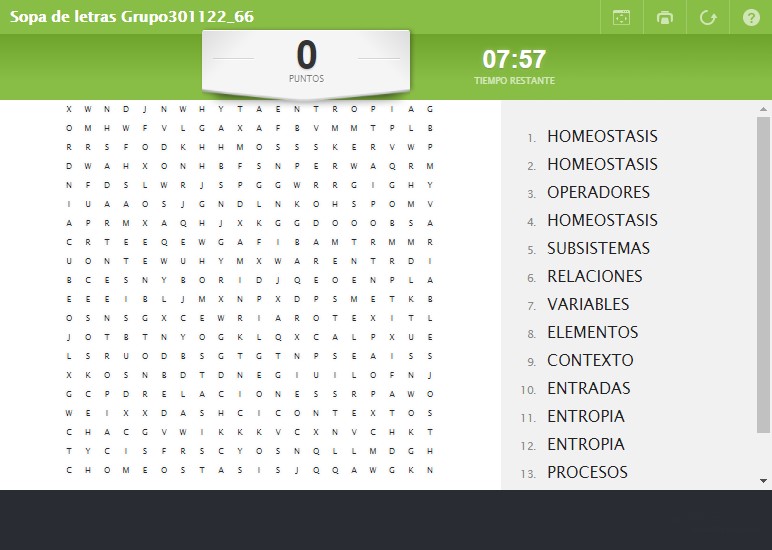 Sopa de letras Grupo301122_66
?
0
PUNTOS
07:57
TIEMPO RESTANTE
X W N D J N W H Y T A E N T R O P I A G
O M H W F V L G A X A F B V M M T P L B
R R S F O D K H H M O S S S K E R V W P
D W A H X O N H B F S N P E R W A Q R M
N F D S L W R J S P G G W R R G I G H Y
I U A A O S J G N D L N K O H S P O M V
A P R M X A Q H J X K G G D O O O B S A
C R T E E Q E W G A F I B A M T R M M R
U O N T E W U H Y M X W A R E N T R D I
B C E S N Y B O R I D J Q E O E N P L A
E E E I B L J M X N P X D P S M E T K B
O S N S G X C E W R I A R O T E X I T L
J O T B T N Y O G K L Q X C A L P X U E
L S R U O D B S G T G T N P S E A I S S
X K O S N B D T D N E G I U I L O F N J
G C P D R E L A C I O N E S S R P A W O
W E I X X D A S H C I C O N T E X T O S
C H A C G V W I K K K V C X N V C H K T
T Y C I S F R S C Y O S N Q L L M D G H
C H O M E O S T A S I S J Q Q A W G K N
1. HOMEOSTASIS
2. HOMEOSTASIS
3. OPERADORES
4. HOMEOSTASIS
5. SUBSISTEMAS
6. RELACIONES
7. VARIABLES
8. ELEMENTOS
9. CONTEXTO
10. ENTRADAS
11. ENTROPIA
12. ENTROPIA
13. PROCESOS